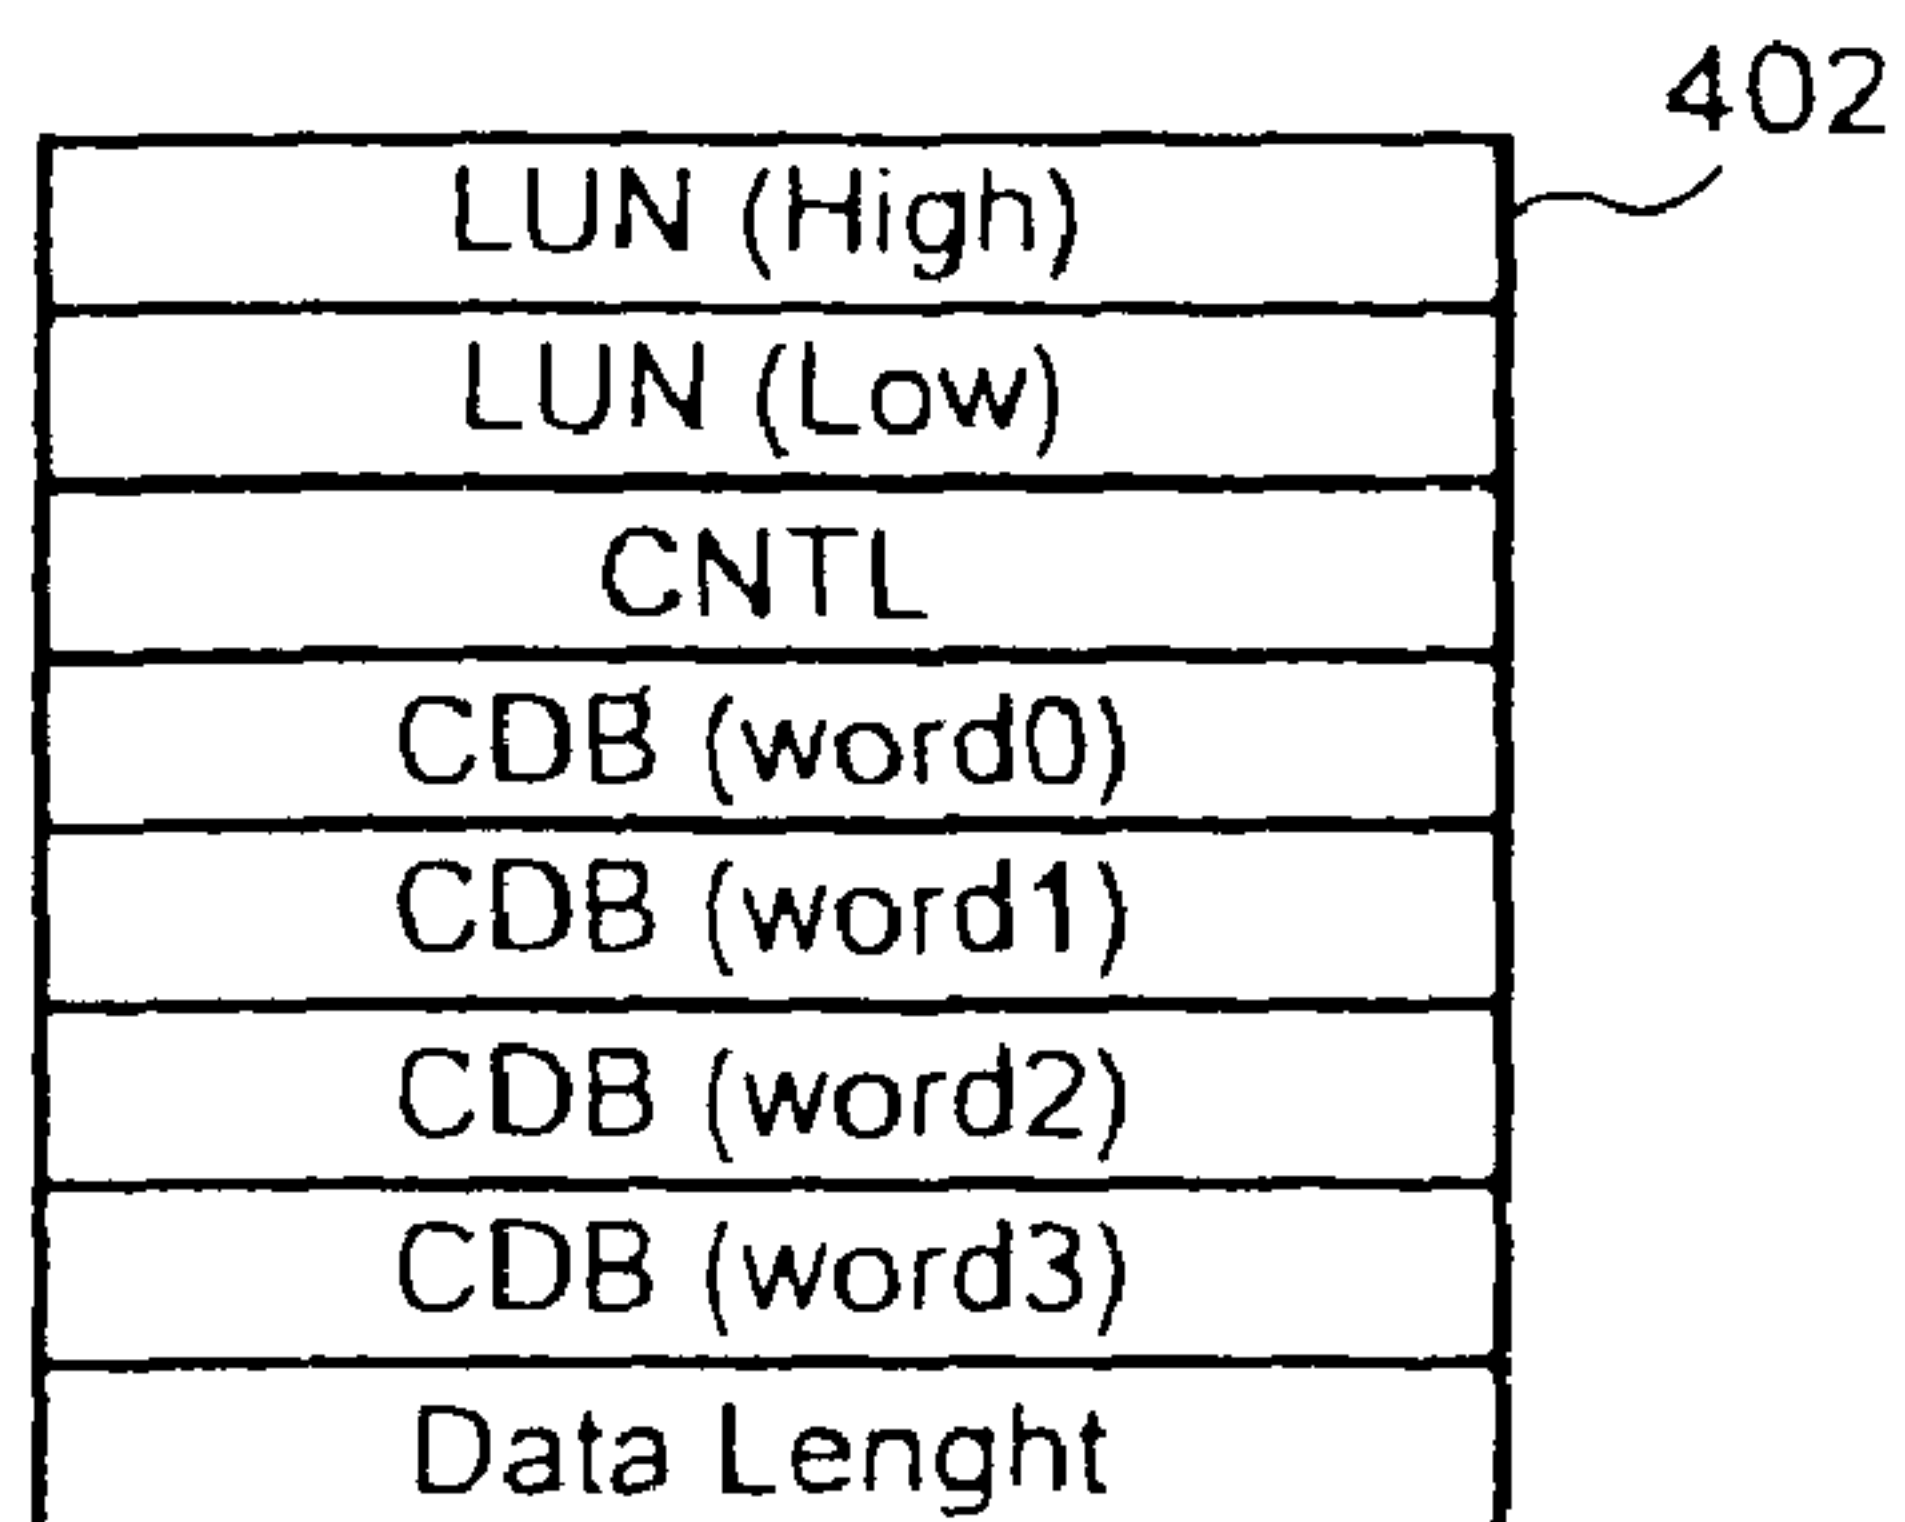 402
LUN (High)
LUN (Low)
CNTL
CDB (word0)
CDB (word1)
CDB (word2)
CDB (word3)
Data Lenght